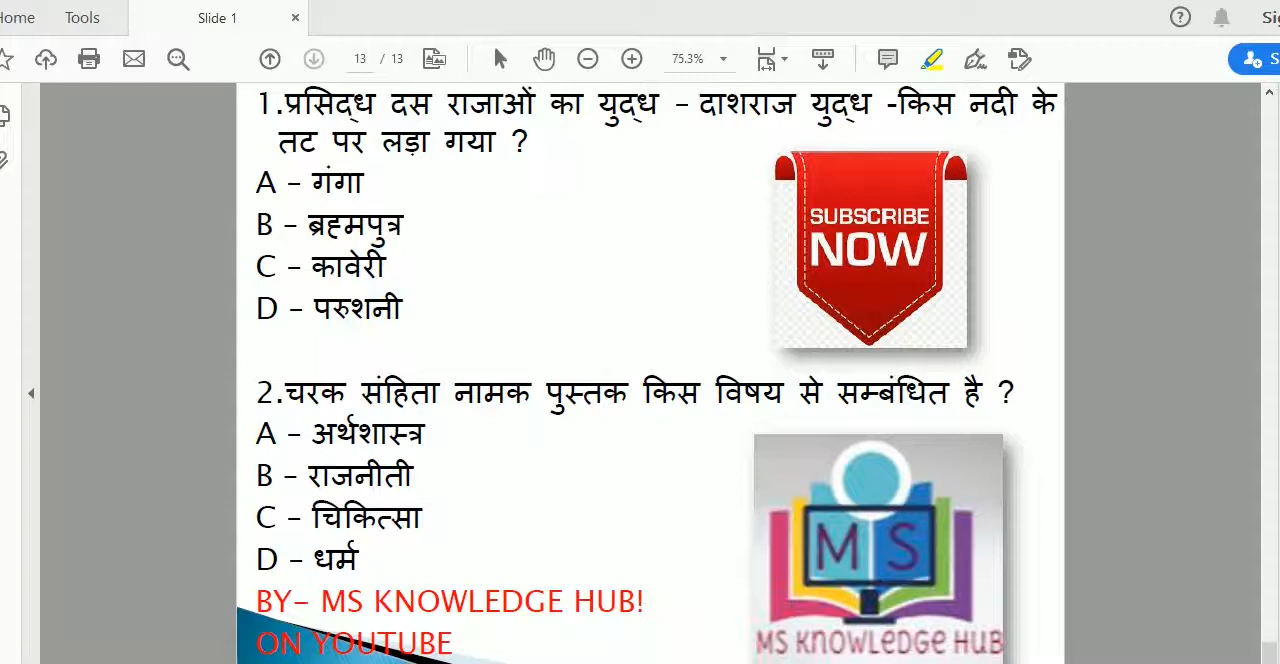 Home Tools Slide 1 ×
13 / 13 75.3%
1.प्रसिद्ध दस राजाओं का युद्ध – दाशराज युद्ध -किस नदी के
तट पर लड़ा गया ?
A – गंगा
B – ब्रह्मपुत्र
C – कावेरी
D – परुशनी
SUBSCRIBE
NOW
2.चरक संहिता नामक पुस्तक किस विषय से सम्बंधित है ?
A – अर्थशास्त्र
B – राजनीती
C – चिकित्सा
D – धर्म
BY– MS KNOWLEDGE HUB!
ON YOUTUBE
M S
MS KNOWLEDGE HUB